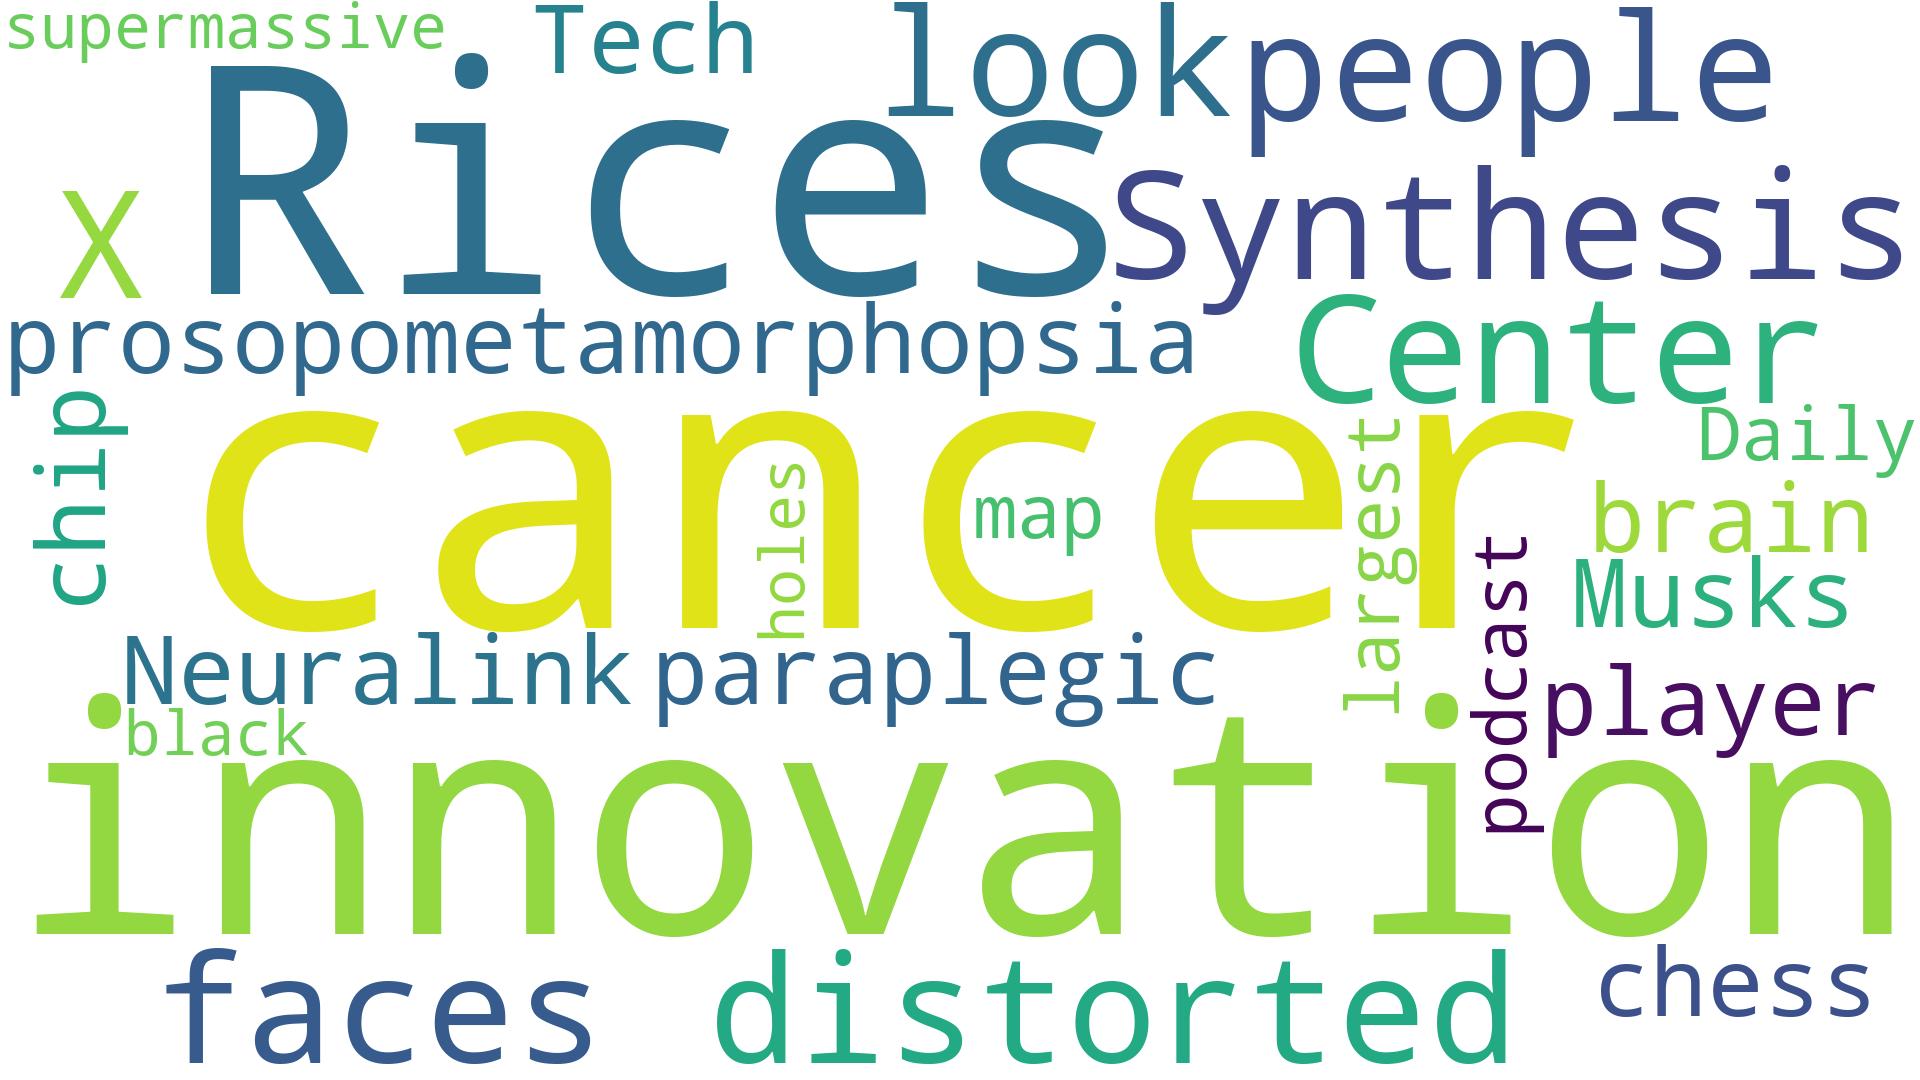 supermassive
Tech
look
people
X
Rices
Synthesis
prosopometamorphopsia
Center
chip
cancer
holes
map
largest
Daily
brain
podcast
Musks
Neuralink
paraplegic
player
black
innovation
faces
distorted
chess